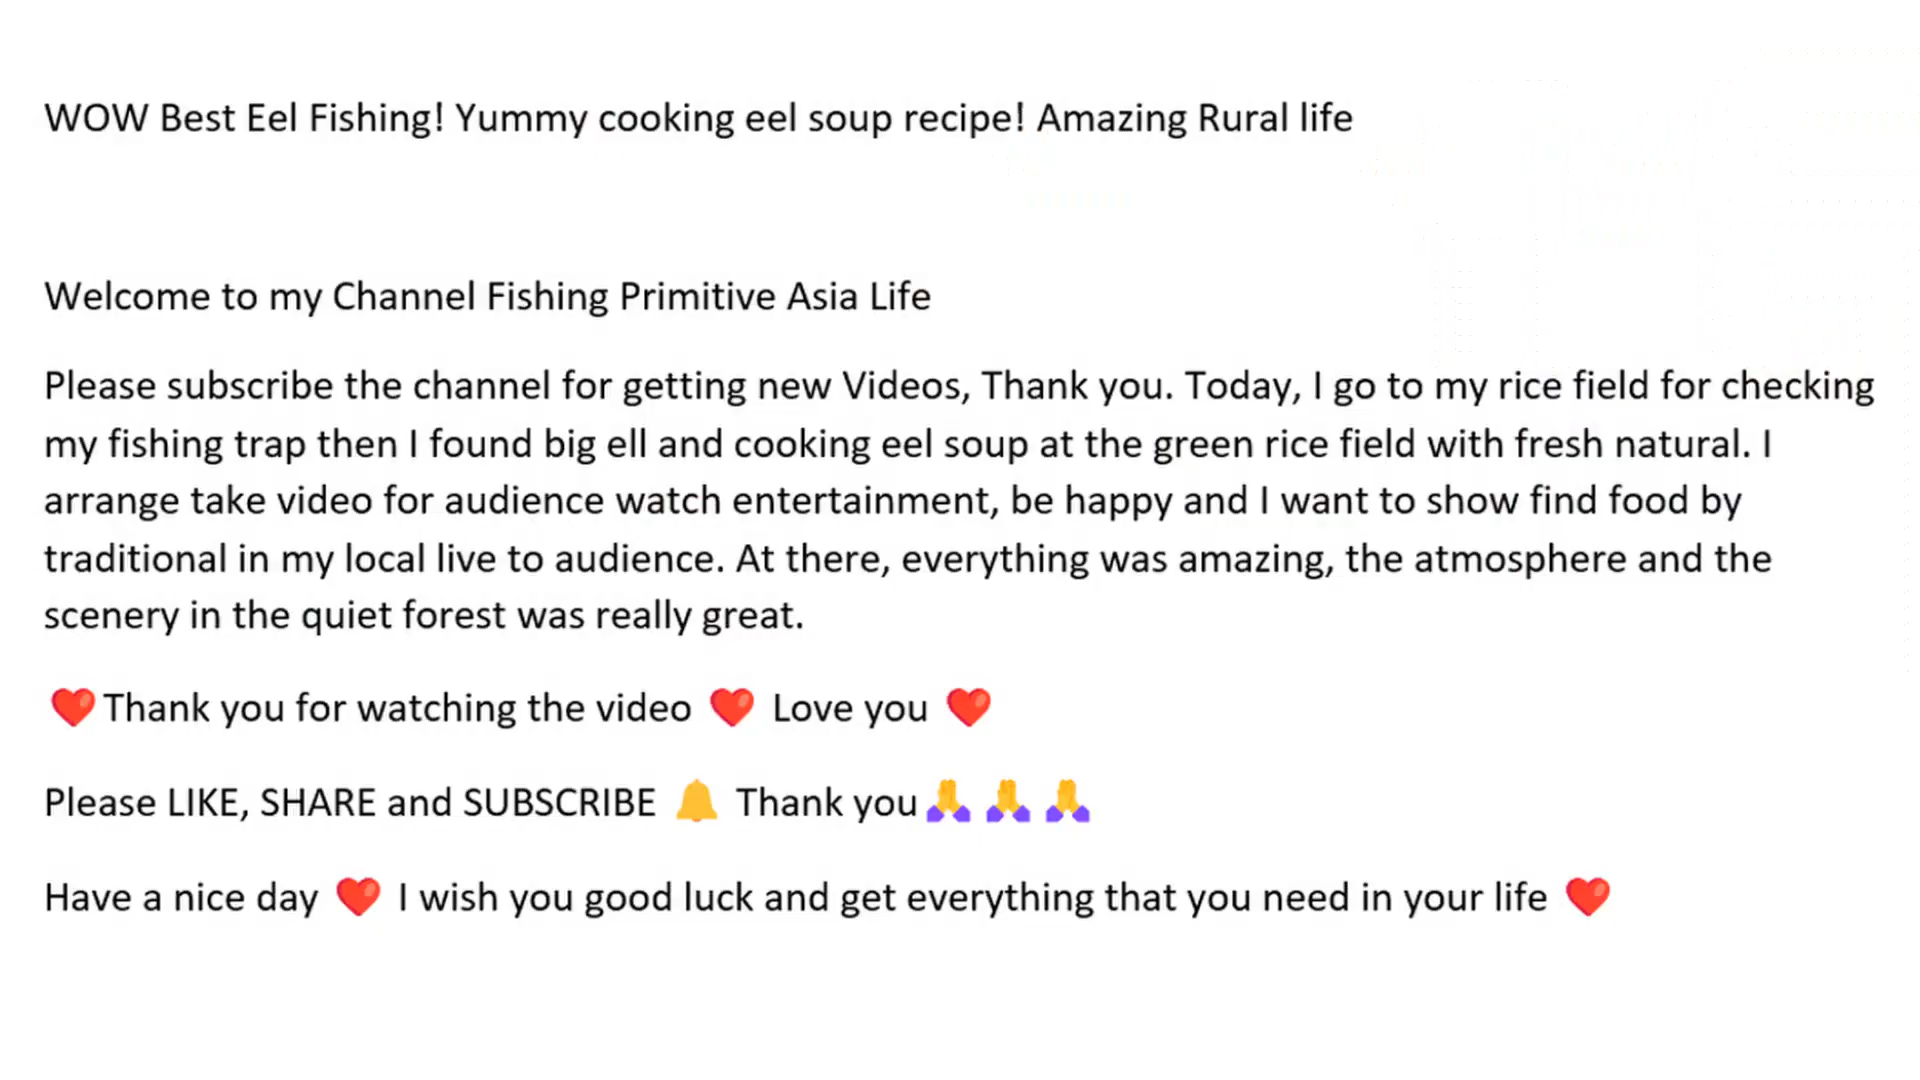 WOW Best Eel Fishing! Yummy cooking eel soup recipe! Amazing Rural life
Welcome to my Channel Fishing Primitive Asia Life
Please subscribe the channel for getting new Videos, Thank you. Today, I go to my rice field for checking
my fishing trap then I found big ell and cooking eel soup at the green rice field with fresh natural. I
arrange take video for audience watch entertainment, be happy and I want to show find food by
traditional in my local live to audience. At there, everything was amazing, the atmosphere and the
scenery in the quiet forest was really great.
❤️Thank you for watching the video ❤️ Love you ❤️
Please LIKE, SHARE and SUBSCRIBE 🔔 Thank you🙏 🙏 🙏
Have a nice day ❤️ I wish you good luck and get everything that you need in your life ❤️